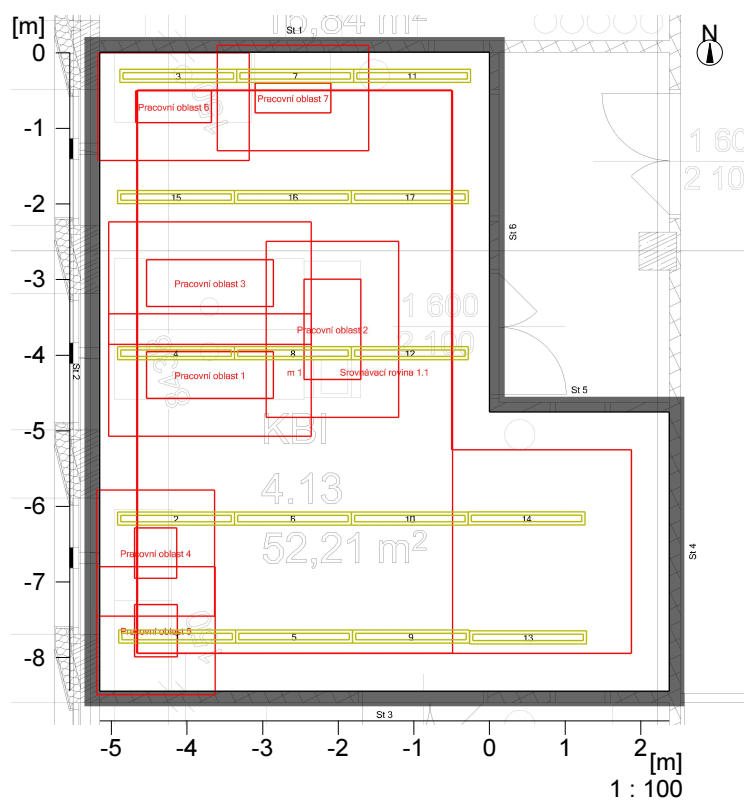 [m]
16,84 m²
St 1
N
0
3
7
11
Pracovní oblast 7
Pracovní oblast 6
150
-1
1 60
2 10
-2
15
16
17
St 6
-3
Pracovní oblast 3
1 600
Pracovní oblast 2
2 100
-4
4
8
12
St 2
Pracovní oblast 1
m 1
Srovnávací rovina 1.1
St 5
-5
KBI
4.13
-6
2
6
10
14
52,21 m²
Pracovní oblast 4
St 4
-7
Pracovní oblast 5
5
9
13
-8
St 3
-5
-4
-3
-2
-1
0
1
2
[m]
1 : 100